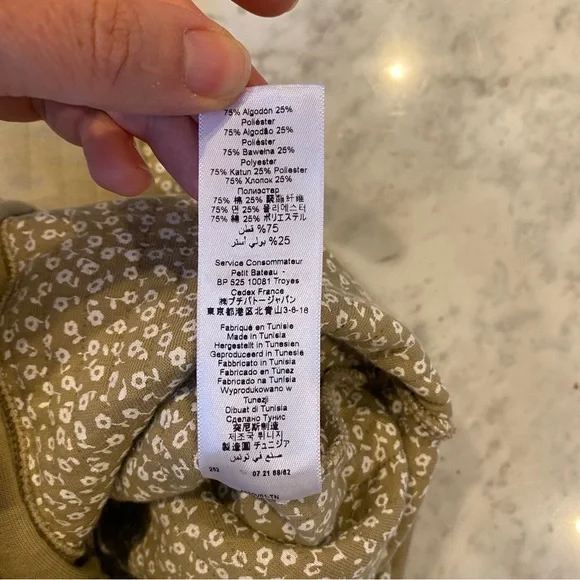 75% Algodón 25%
Poliéster
75% Algodão 25%
Poliéster
75% Bawełna 25%
Polyester
75% Katun 25% Poliester
75% Хлопок 25%
Полиэстер
75% 棉 25% 聚酯纤维
75% 면 25% 폴리에스터
75% 綿 25% ポリエステル
75% قطن
25% بولي أستر
Service Consommateur
Petit Bateau -
BP 525 10081 Troyes
Cedex France
㈱プチバトージャパン
東京都港区北青山3-6-18
Fabriqué en Tunisie
Made in Tunisia
Hergestellt in Tunesien
Geproduceerd in Tunesie
Fabbricato in Tunisia
Fabricado en Túnez
Fabricado na Tunísia
Wyprodukowano w
Tunezji
Dibuat di Tunisia
Сделано Тунис
突尼斯制造
제조국 튀니지
製造國 チュニジア
صنع في تونس
07.21 68/62